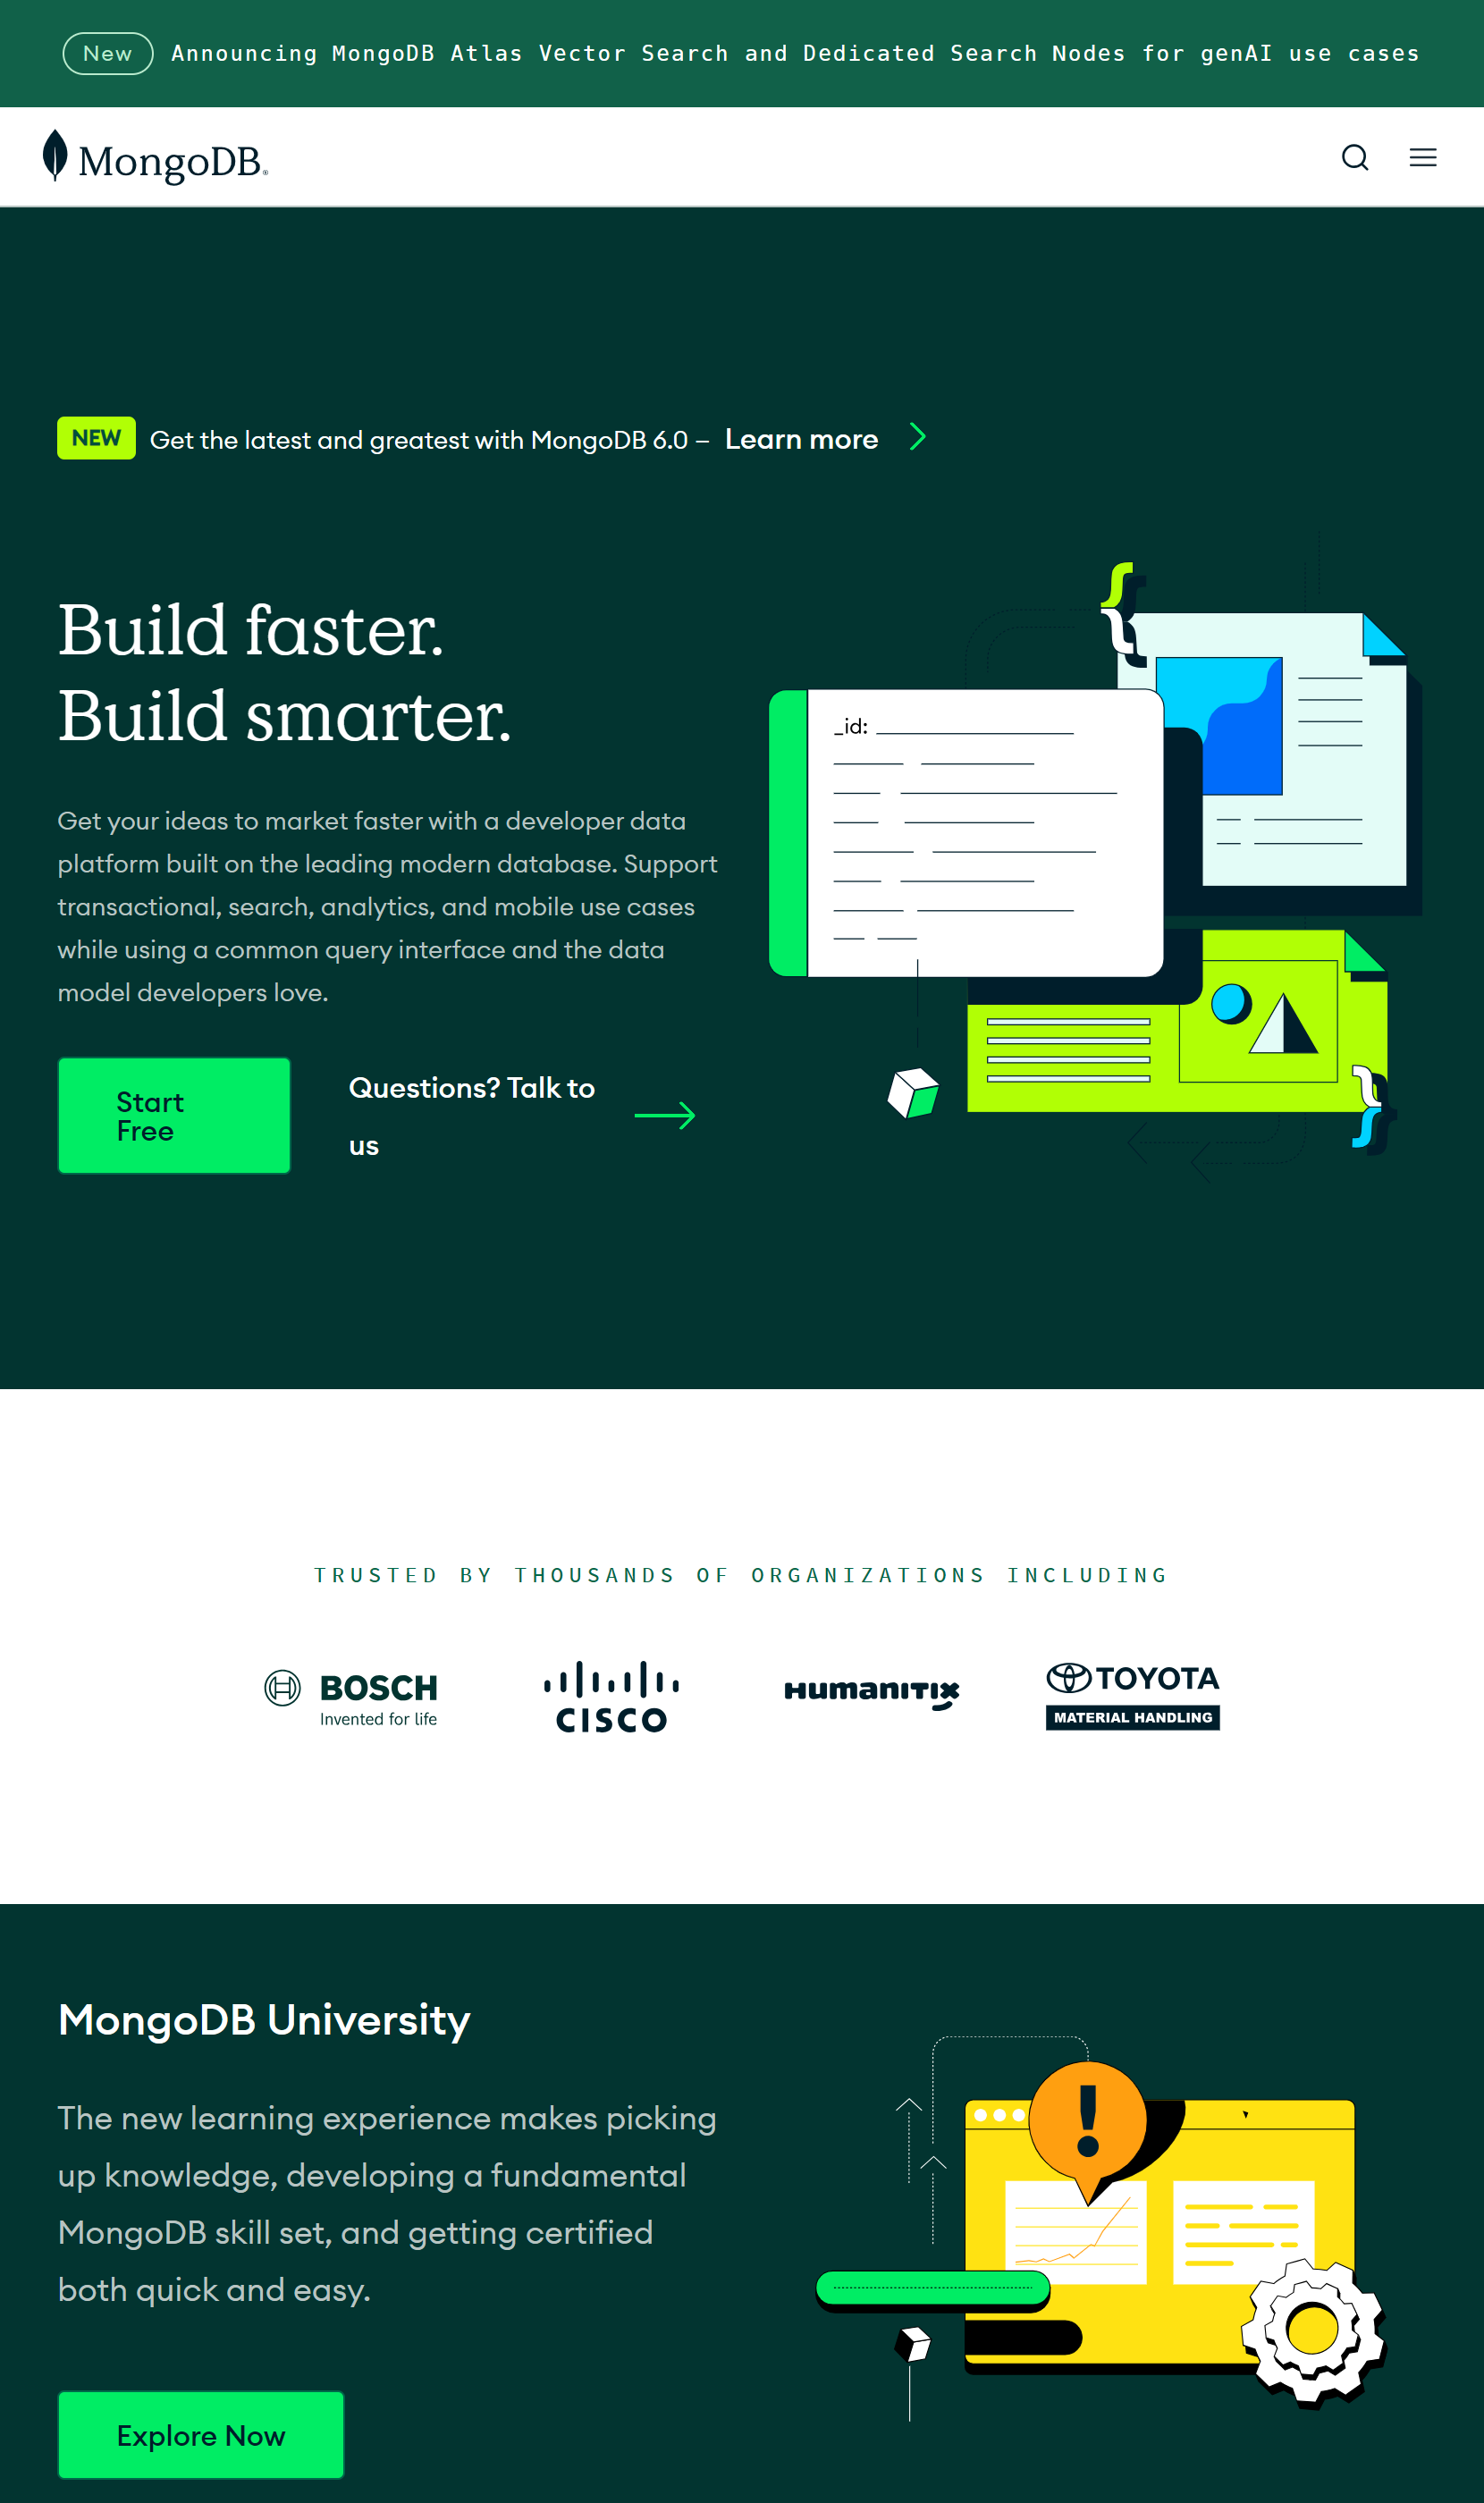 New Announcing MongoDB Atlas Vector Search and Dedicated Search Nodes for genAI use cases
MongoDB®
NEW Get the latest and greatest with MongoDB 6.0 – Learn more
Build faster.
Build smarter.
Get your ideas to market faster with a developer data
platform built on the leading modern database. Support
transactional, search, analytics, and mobile use cases
while using a common query interface and the data
model developers love.
Start
Free
Questions? Talk to
us
{
_id:
}
TRUSTED BY THOUSANDS OF ORGANIZATIONS INCLUDING
BOSCH
Invented for life
CISCO
Humanitix
TOYOTA
MATERIAL HANDLING
MongoDB University
The new learning experience makes picking
up knowledge, developing a fundamental
MongoDB skill set, and getting certified
both quick and easy.
!
Explore Now